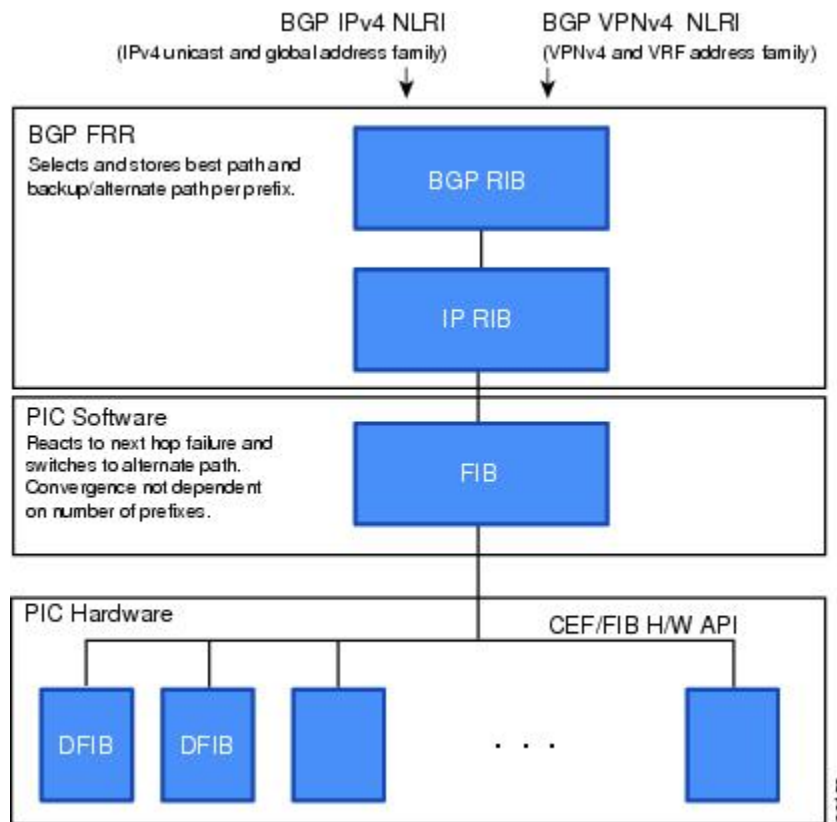 BGP IPv4 NLRI
(IPv4 unicast and global address family)
BGP VPNv4 NLRI
(VPNv4 and VRF address family)
BGP FRR
Selects and stores best path and
backup/alternate path per prefix.
BGP RIB
IP RIB
PIC Software
Reacts to next hop failure and
switches to alternate path.
Convergence not dependent
on number of prefixes.
FIB
PIC Hardware
CEF/FIB H/W API
DFIB
DFIB
. . .